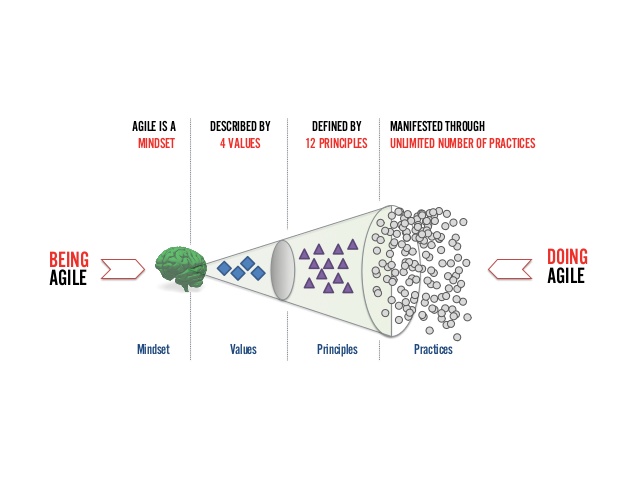 AGILE IS A
MINDSET
DESCRIBED BY
4 VALUES
DEFINED BY
12 PRINCIPLES
MANIFESTED THROUGH
UNLIMITED NUMBER OF PRACTICES
BEING
AGILE
DOING
AGILE
Mindset
Values
Principles
Practices